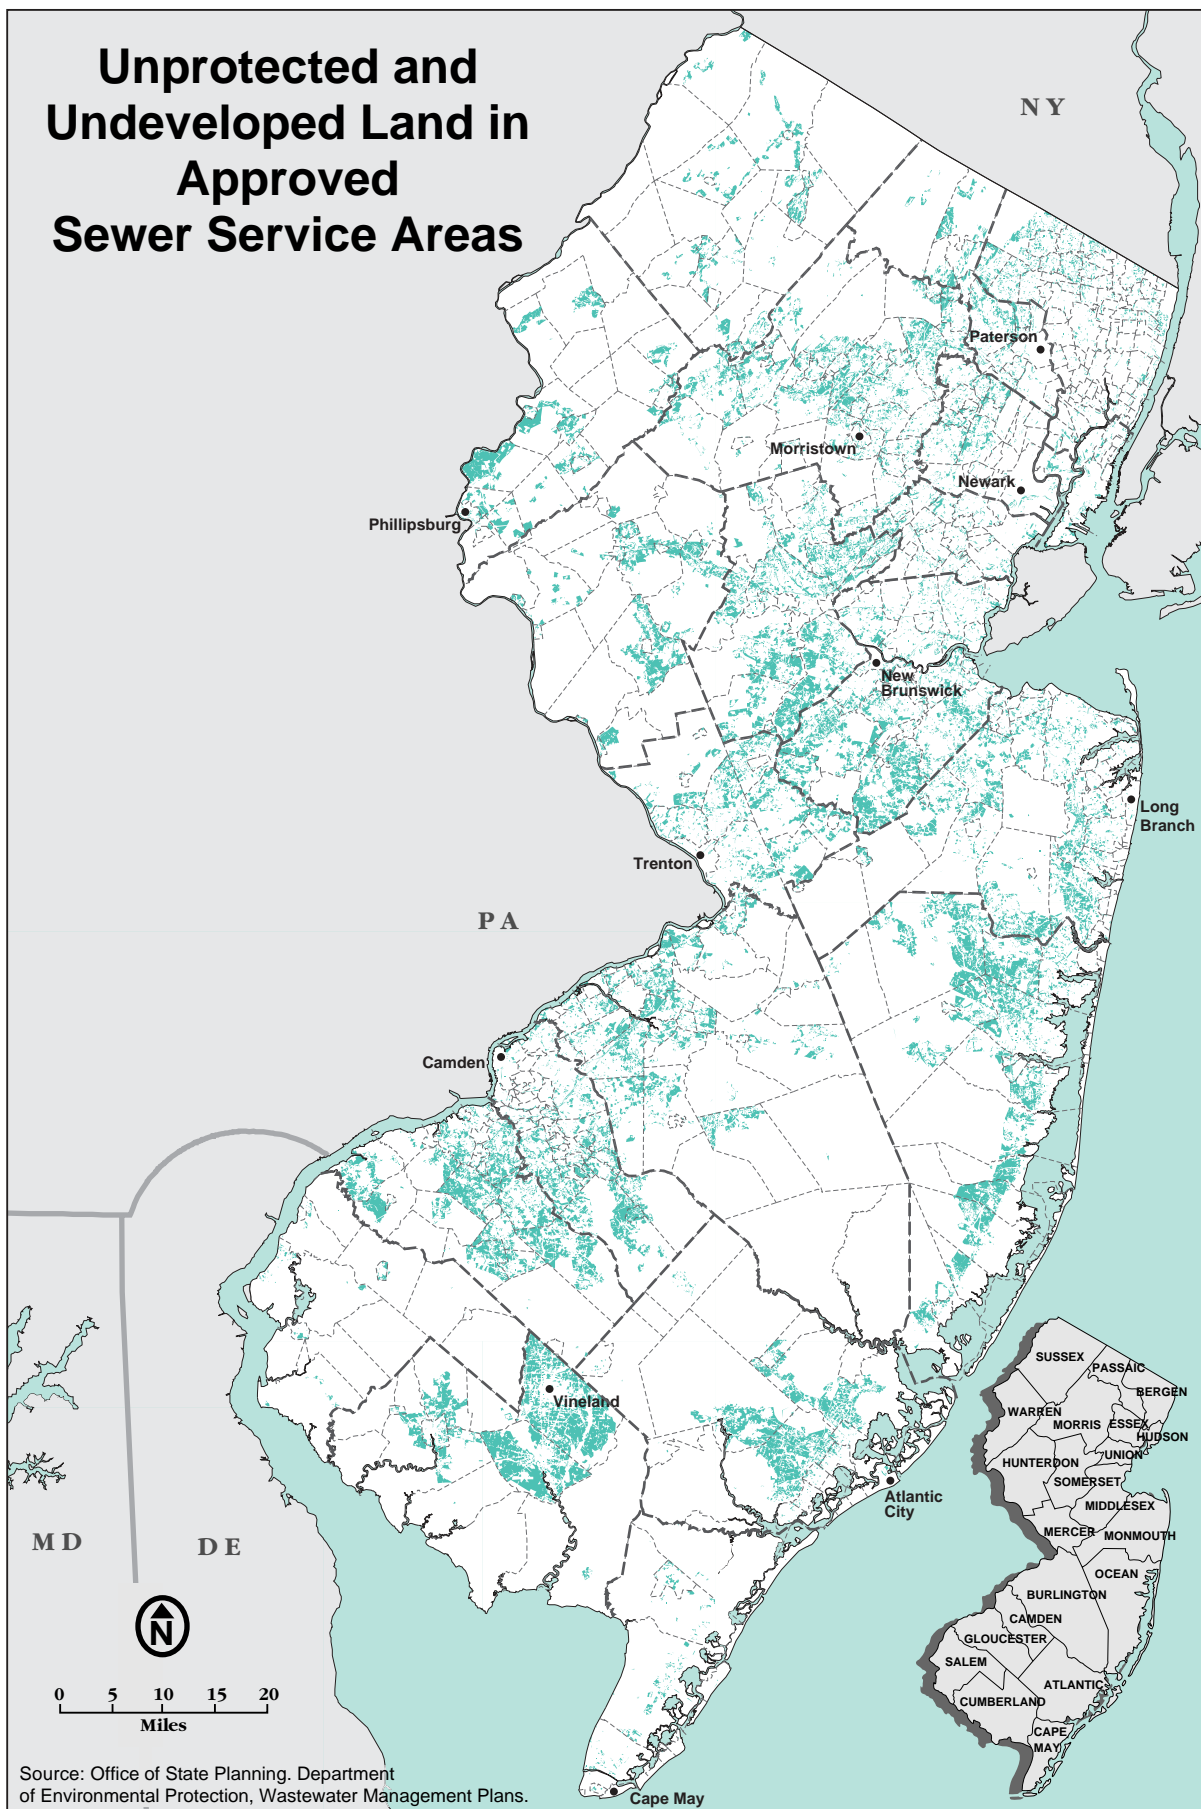 Unprotected and
Undeveloped Land in
Approved
Sewer Service Areas
NY
Paterson
Morristown
Newark
Phillipsburg
New
Brunswick
Long
Branch
Trenton
PA
Camden
Vineland
Atlantic
City
MD
DE
Cape May
N
0 5 10 15 20
Miles
Source: Office of State Planning. Department
of Environmental Protection, Wastewater Management Plans.
SUSSEX
PASSAIC
BERGEN
WARREN
MORRIS
ESSEX
HUDSON
UNION
HUNTERDON
SOMERSET
MIDDLESEX
MERCER
MONMOUTH
OCEAN
BURLINGTON
CAMDEN
GLOUCESTER
SALEM
ATLANTIC
CUMBERLAND
CAPE
MAY